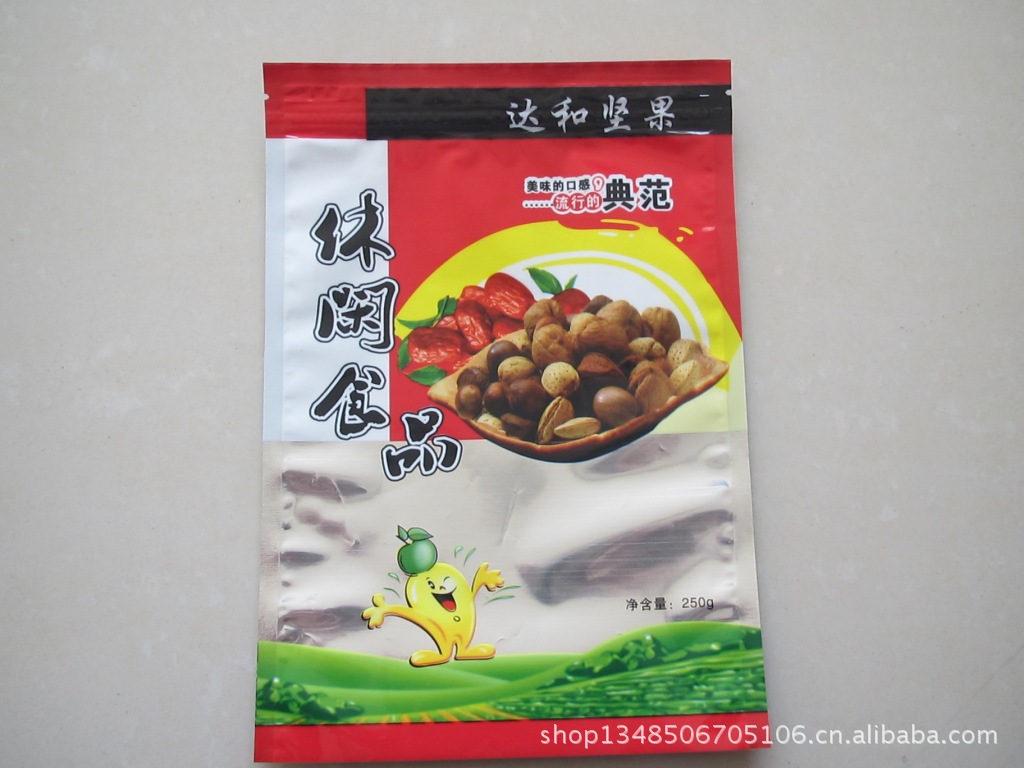 达和坚果
美味的口感
......流行的典范
休闲食品
净含量：250g
shop1348506705106.cn.alibaba.com